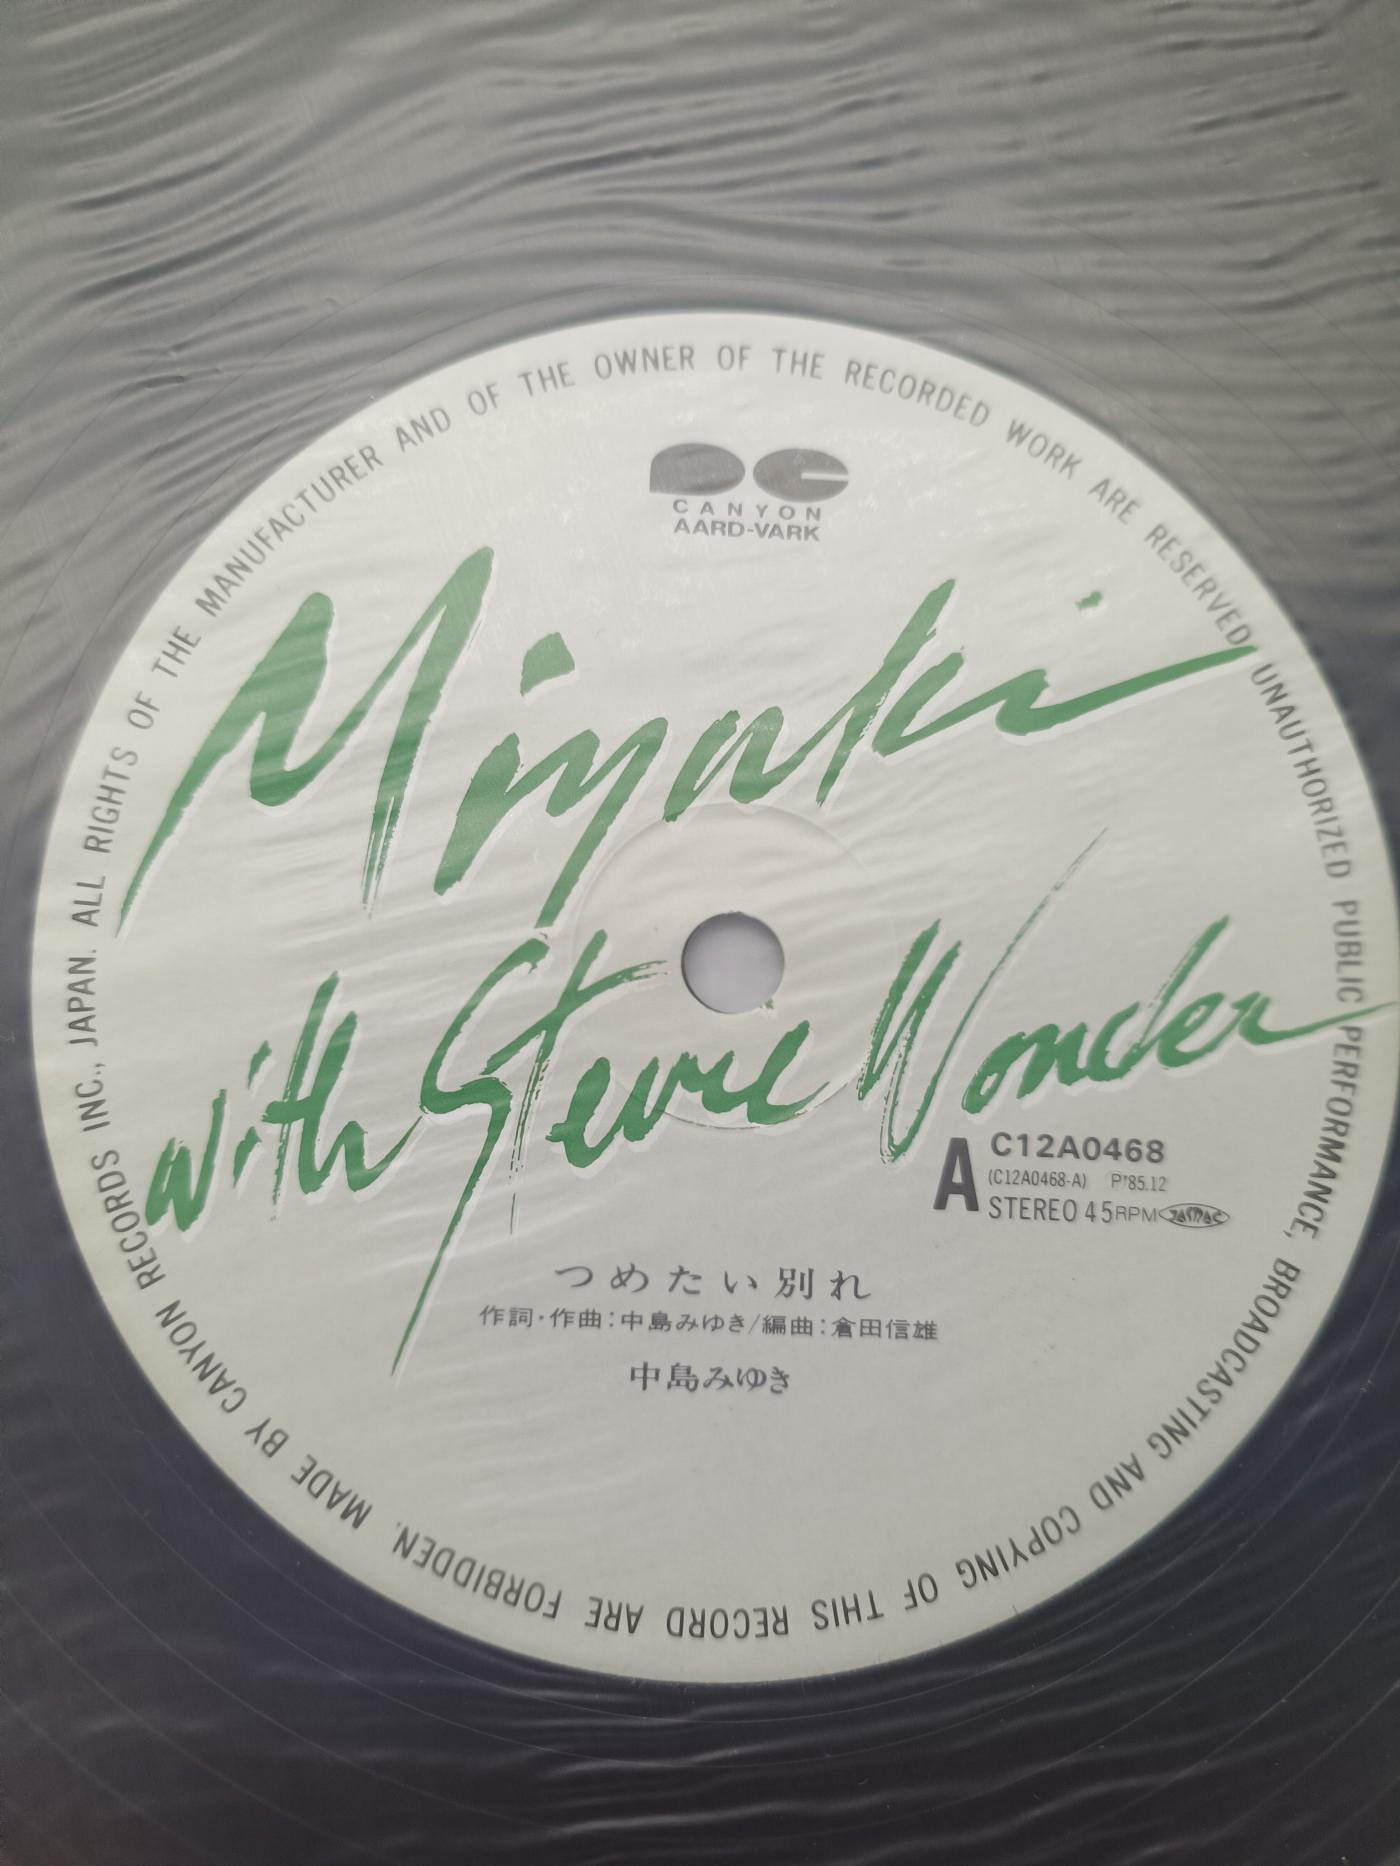 MADE BY CANYON RECORDS INC., JAPAN. ALL RIGHTS OF THE MANUFACTURER AND OF THE OWNER OF THE RECORDED WORK ARE RESERVED UNAUTHORIZED PUBLIC PERFORMANCE, BROADCASTING AND COPYING OF THIS RECORD ARE FORBIDDEN.
CANYON
AARD-VARK
Miyuki
with Stevie Wonder
A
C12A0468
(C12A0468-A) Ⓟ'85.12
STEREO 45RPM
つめたい別れ
作詞・作曲:中島みゆき/編曲:倉田信雄
中島みゆき